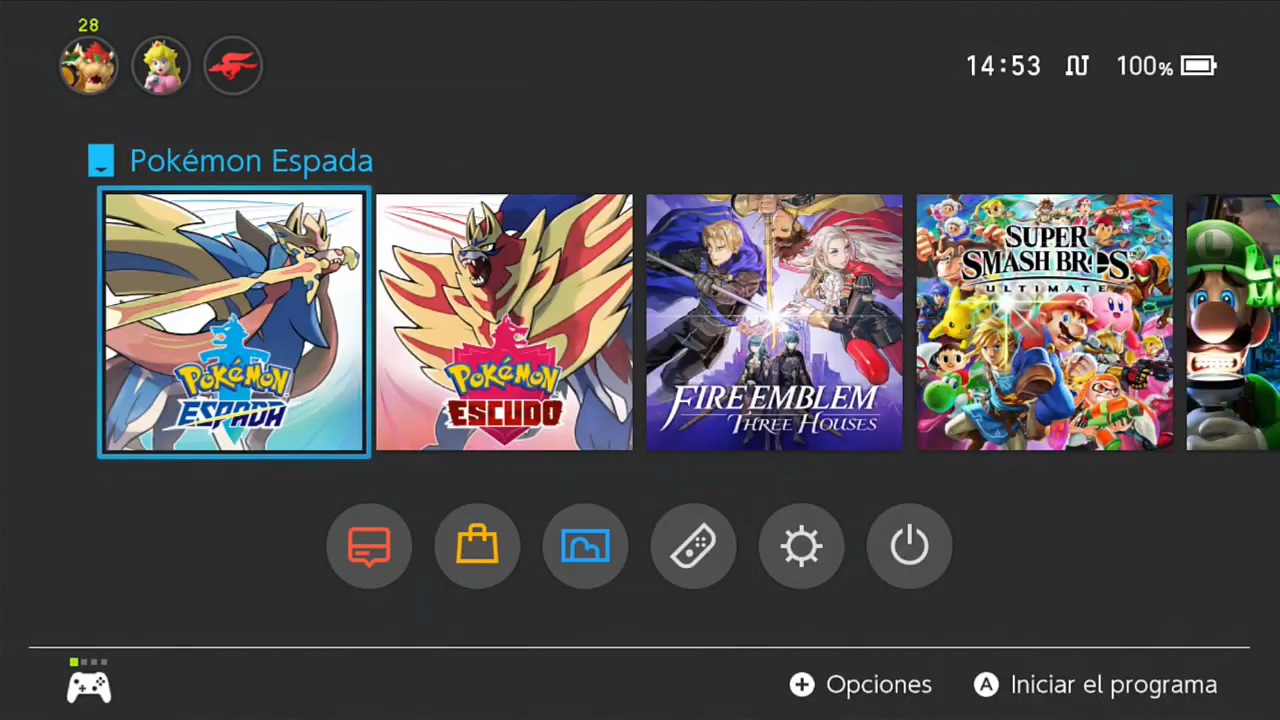 28
14:53 100%
Pokémon Espada
POKÉMON
ESPADA
POKÉMON
ESCUDO
FIRE EMBLEM
THREE HOUSES
SUPER
SMASH BROS.
ULTIMATE
L
Opciones
A Iniciar el programa